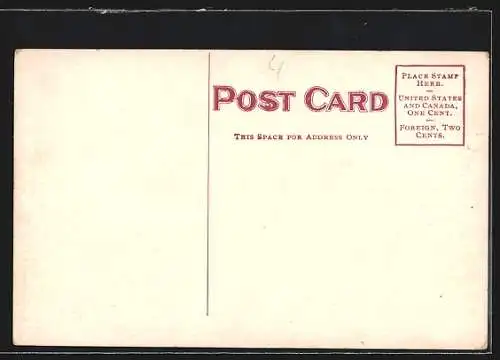 4
POST CARD
THIS SPACE FOR ADDRESS ONLY
PLACE STAMP
HERE.
UNITED STATES
AND CANADA,
ONE CENT.
FOREIGN, TWO
CENTS.